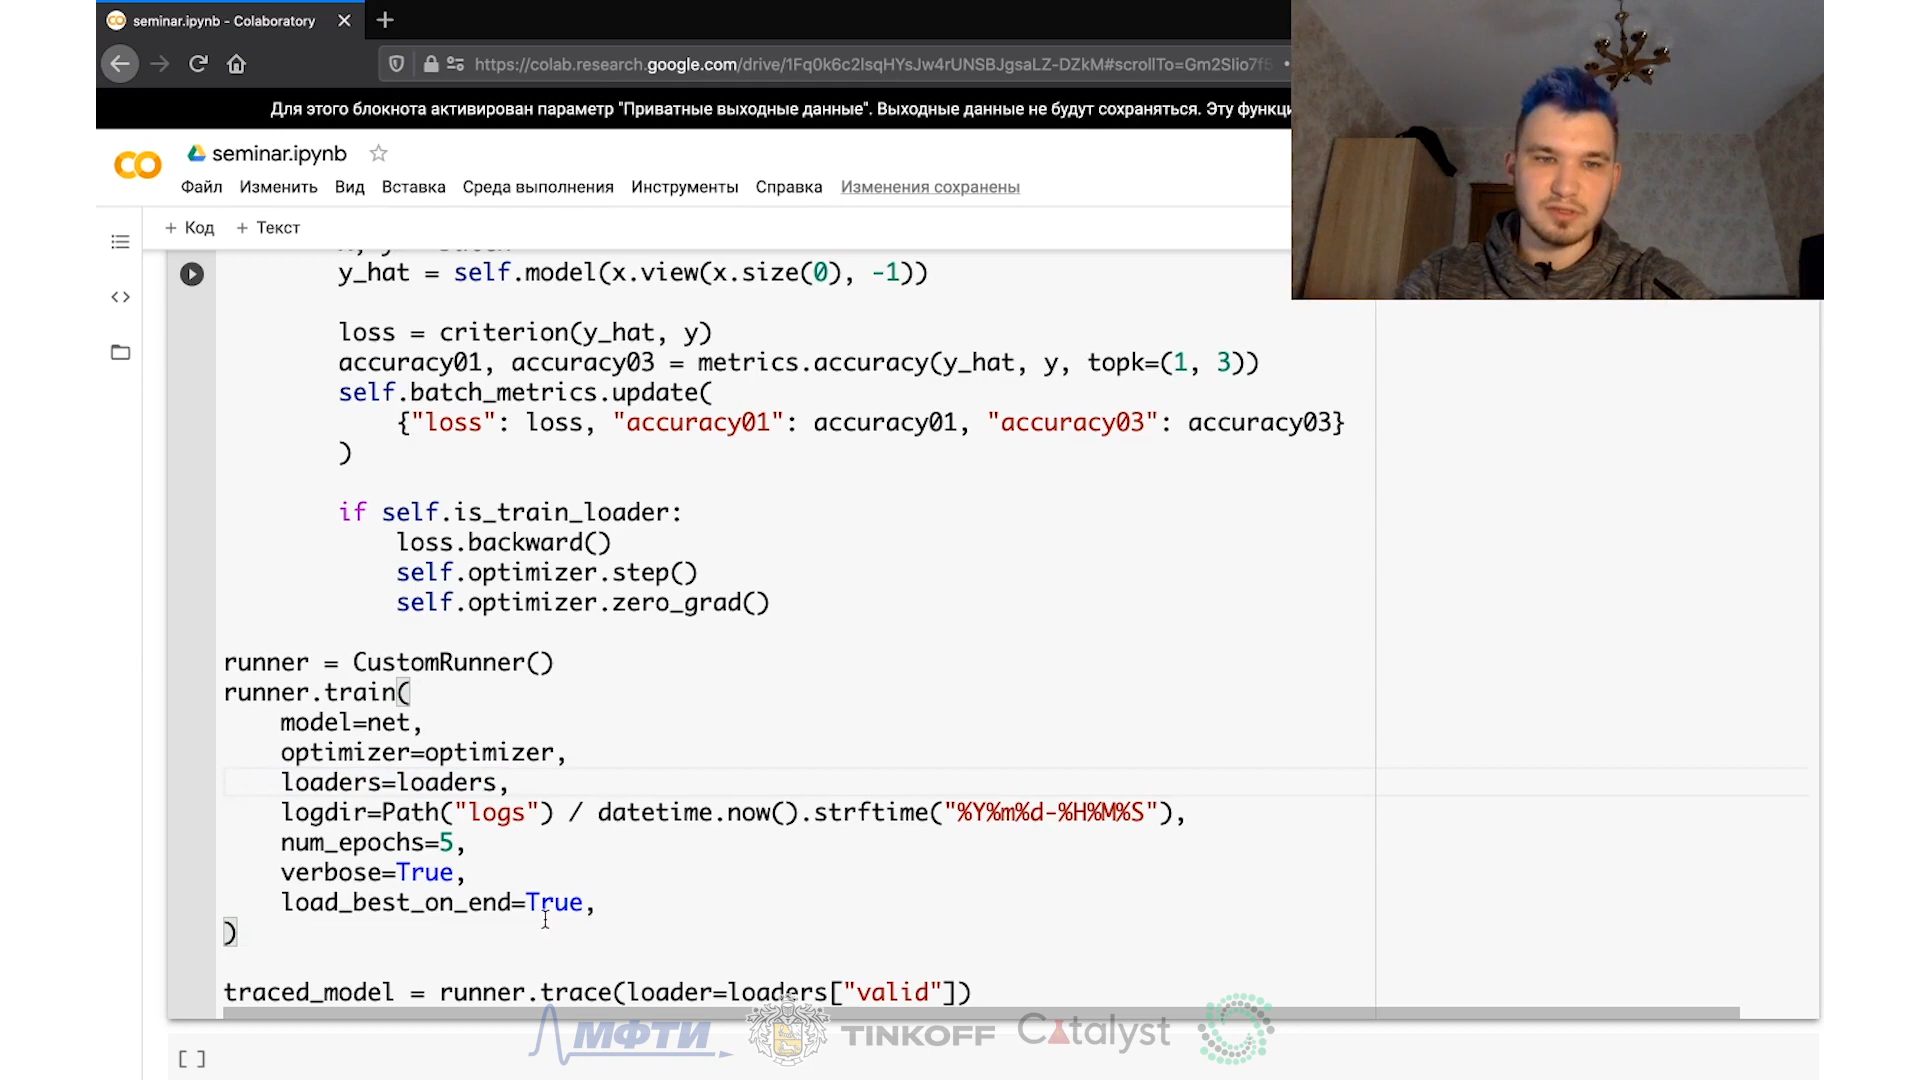 seminar.ipynb - Colaboratory
https://colab.research.google.com/drive/1Fq0k6c2lsqHYsJw4rUNSBJgsaLZ-DZkM#scrollTo=Gm2Slio7f5
Для этого блокнота активирован параметр "Приватные выходные данные". Выходные данные не будут сохраняться. Эту функци
CO seminar.ipynb
Файл Изменить Вид Вставка Среда выполнения Инструменты Справка Изменения сохранены
+ Код + Текст
y_hat = self.model(x.view(x.size(0), -1))
loss = criterion(y_hat, y)
accuracy01, accuracy03 = metrics.accuracy(y_hat, y, topk=(1, 3))
self.batch_metrics.update(
{"loss": loss, "accuracy01": accuracy01, "accuracy03": accuracy03}
)
if self.is_train_loader:
loss.backward()
self.optimizer.step()
self.optimizer.zero_grad()
runner = CustomRunner()
runner.train(
model=net,
optimizer=optimizer,
loaders=loaders,
logdir=Path("logs") / datetime.now().strftime("%Y%m%d-%H%M%S"),
num_epochs=5,
verbose=True,
load_best_on_end=True,
)
traced_model = runner.trace(loader=loaders["valid"])
МФТИ TINKOFF Catalyst
[ ]